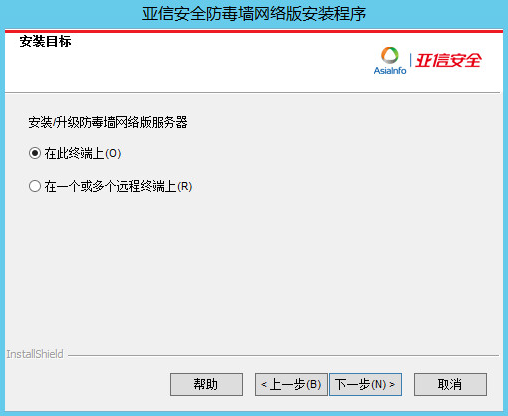 亚信安全防毒墙网络版安装程序
安装目标
AsiaInfo 亚信安全
安装/升级防毒墙网络版服务器
在此终端上(O)
在一个或多个远程终端上(R)
InstallShield
帮助
< 上一步(B)
下一步(N) >
取消